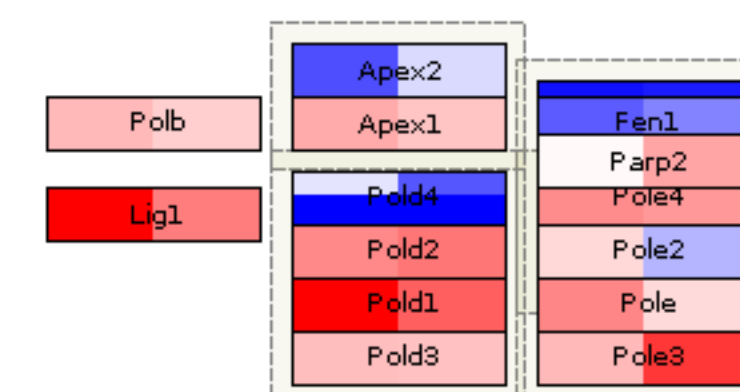 Polb
Lig1
Apex2
Apex1
Pold4
Pold2
Pold1
Pold3
Fen1
Parp2
Pole4
Pole2
Pole
Pole3